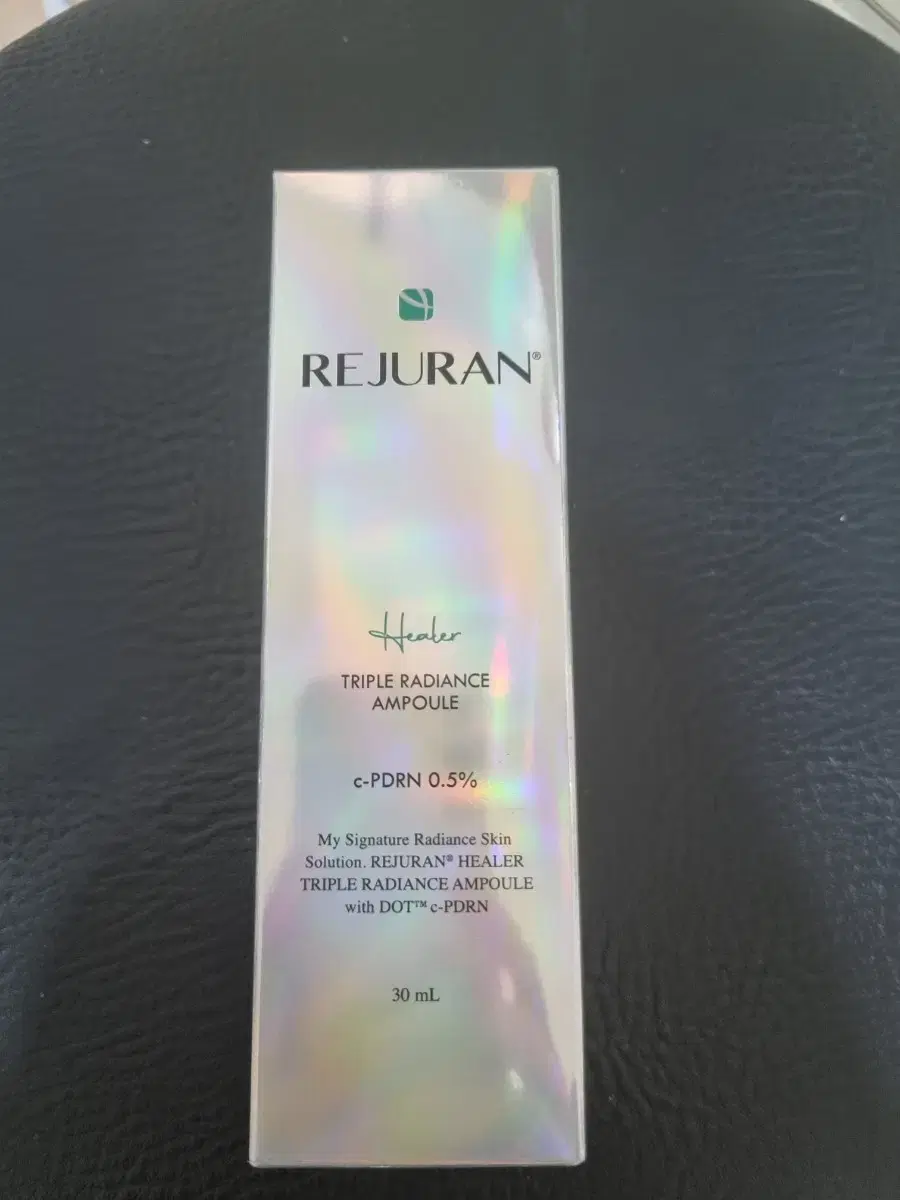 REJURAN®
Healer
TRIPLE RADIANCE
AMPOULE
c-PDRN 0.5%
My Signature Radiance Skin
Solution. REJURAN® HEALER
TRIPLE RADIANCE AMPOULE
with DOT™ c-PDRN
30 mL